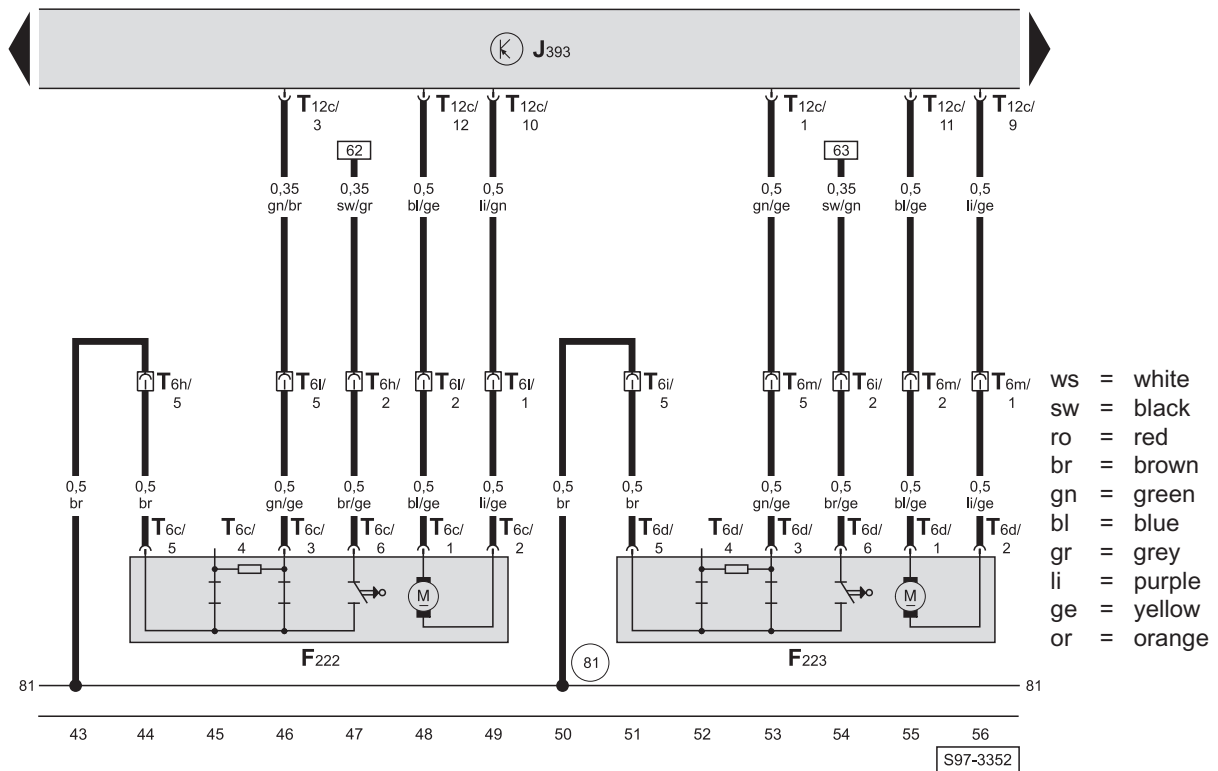 J393
T12c/ T12c/ T12c/ T12c/ T12c/ T12c/
3 12 10 1 11 9
62 63
0,35 0,35 0,5 0,5 0,5 0,35 0,5 0,5
gn/br sw/gr bl/ge li/gn gn/ge sw/gn bl/ge li/ge
T6h/ T6l/ T6h/ T6l/ T6l/ T6i/ T6m/ T6i/ T6m/ T6m/
5 5 2 2 1 5 5 2 2 1
0,5 0,5 0,5 0,5 0,5 0,5 0,5 0,5 0,5 0,5 0,5 0,5
br br gn/ge br/ge bl/ge li/ge br br gn/ge br/ge bl/ge li/ge
T6c/ T6c/ T6c/ T6c/ T6c/ T6c/ T6d/ T6d/ T6d/ T6d/ T6d/ T6d/
5 4 3 6 1 2 5 4 3 6 1 2
M M
F222 81 F223
81 81
43 44 45 46 47 48 49 50 51 52 53 54 55 56
S97-3352
ws = white
sw = black
ro = red
br = brown
gn = green
bl = blue
gr = grey
li = purple
ge = yellow
or = orange